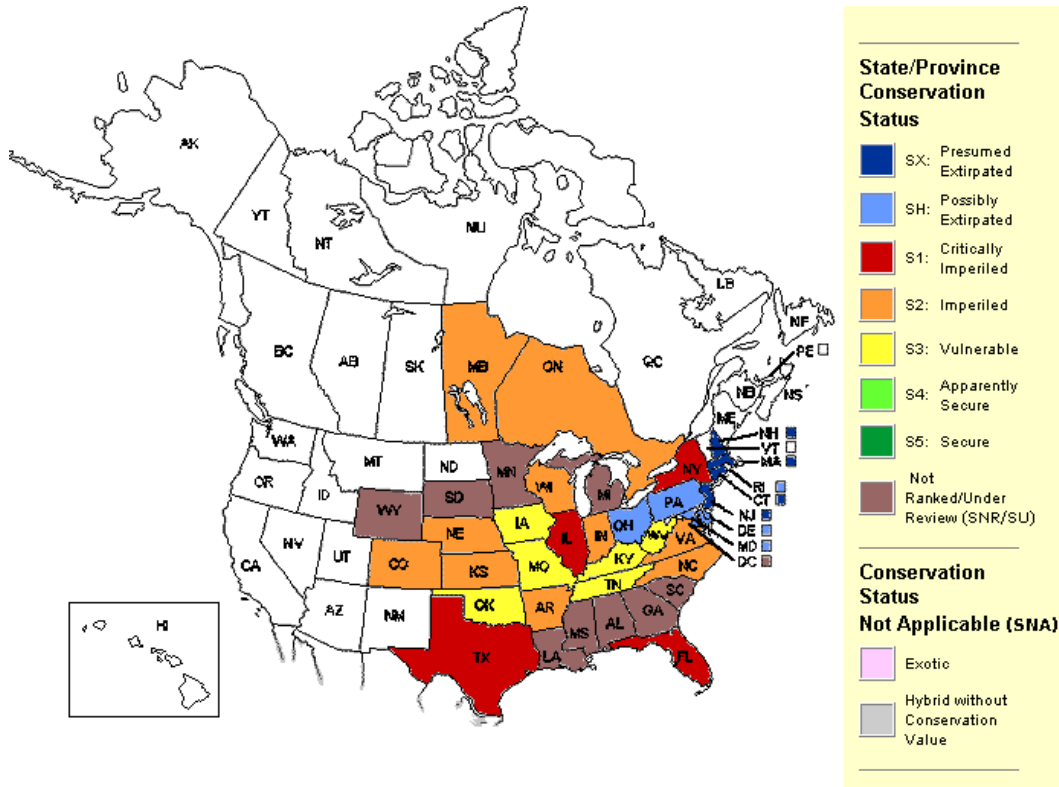 AK
YT
NT
NU
LB
NF
PE
BC
AB
SK
MB
ON
QC
NB
NS
ME
WA
MT
ND
MN
OR
ID
WY
SD
WI
MI
NY
NH
VT
MA
RI
CT
NJ
DE
MD
DC
CA
NV
UT
CO
NE
KS
IA
MO
IL
IN
OH
PA
WV
VA
KY
NC
TN
SC
AZ
NM
OK
AR
TX
LA
MS
AL
GA
FL
HI
State/Province
Conservation
Status
SX: Presumed
Extirpated
SH: Possibly
Extirpated
S1: Critically
Imperiled
S2: Imperiled
S3: Vulnerable
S4: Apparently
Secure
S5: Secure
Not
Ranked/Under
Review (SNR/SU)
Conservation
Status
Not Applicable (SNA)
Exotic
Hybrid without
Conservation
Value